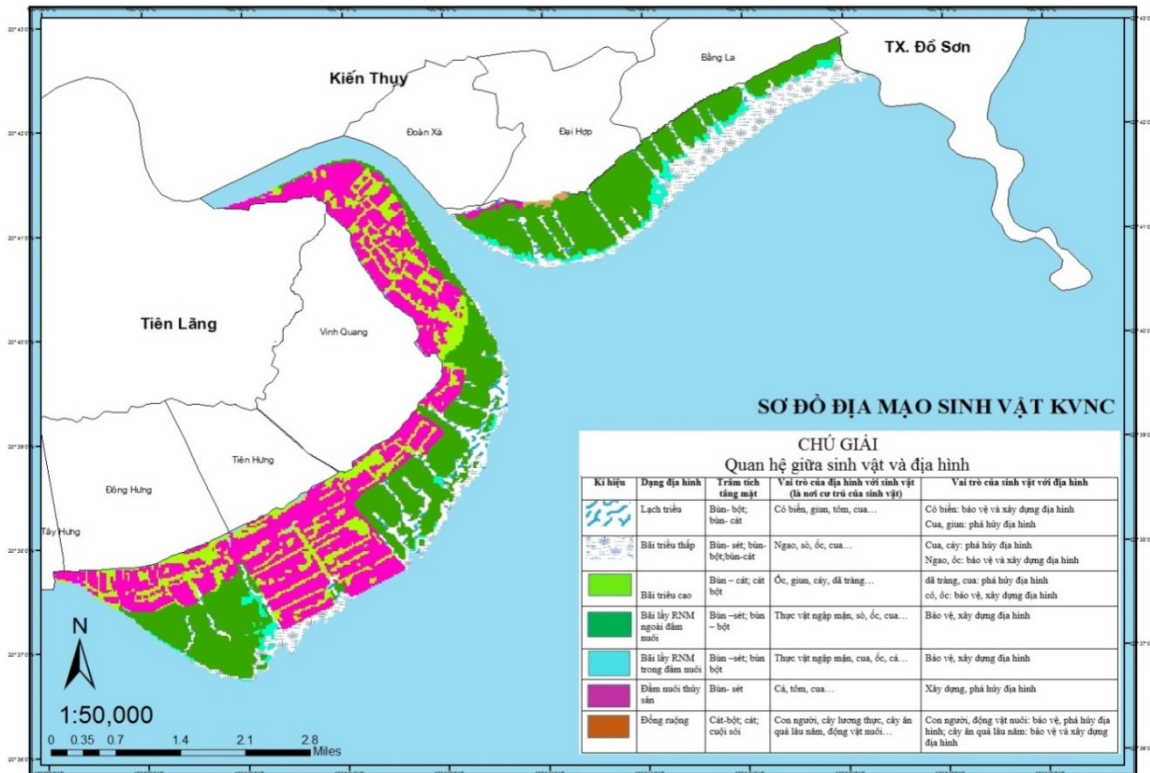 TX. Đồ Sơn
Bằng La
Kiến Thụy
Đoàn Xá
Đại Hợp
Tiên Lãng
Vinh Quang
Tiên Hưng
Đông Hưng
Tây Hưng
N
1:50,000
0 0.35 0.7 1.4 2.1 2.8
Miles
SƠ ĐỒ ĐỊA MẠO SINH VẬT KVNC
CHÚ GIẢI
Quan hệ giữa sinh vật và địa hình
Kí hiệu Dạng địa hình Trầm tích tầng mặt Vai trò của địa hình với sinh vật (là nơi cư trú của sinh vật) Vai trò của sinh vật với địa hình
Lạch triều
Bùn- bột; bùn- cát
Cỏ biển, giun, tôm, cua…
Cỏ biển: bảo vệ và xây dựng địa hình
Cua, giun: phá hủy địa hình
Bãi triều thấp
Bùn- sét; bùn- bột;bùn-cát
Ngao, sò, ốc, cua…
Cua, cáy: phá hủy địa hình
Ngao, ốc: bảo vệ và xây dựng địa hình
Bãi triều cao
Bùn – cát; cát bột
Ốc, giun, cáy, dã tràng…
dã tràng, cua: phá hủy địa hình
cỏ, ốc: bảo vệ, xây dựng địa hình
Bãi lầy RNM ngoài đầm nuôi
Bùn –sét; bùn – bột
Thực vật ngập mặn, sò, ốc, cua…
Bảo vệ, xây dựng địa hình
Bãi lầy RNM trong đầm nuôi
Bùn –sét; bùn bột
Thực vật ngập mặn, cua, ốc, cá…
Bảo vệ, xây dựng địa hình
Đầm nuôi thủy sản
Bùn- sét
Cá, tôm, cua…
Xây dựng, phá hủy địa hình
Đồng ruộng
Cát-bột; cát; cuội sỏi
Con người, cây lương thực, cây ăn quả lâu năm, động vật nuôi…
Con người, động vật nuôi: bảo vệ, phá hủy địa hình; cây ăn quả lâu năm: bảo vệ và xây dựng địa hình